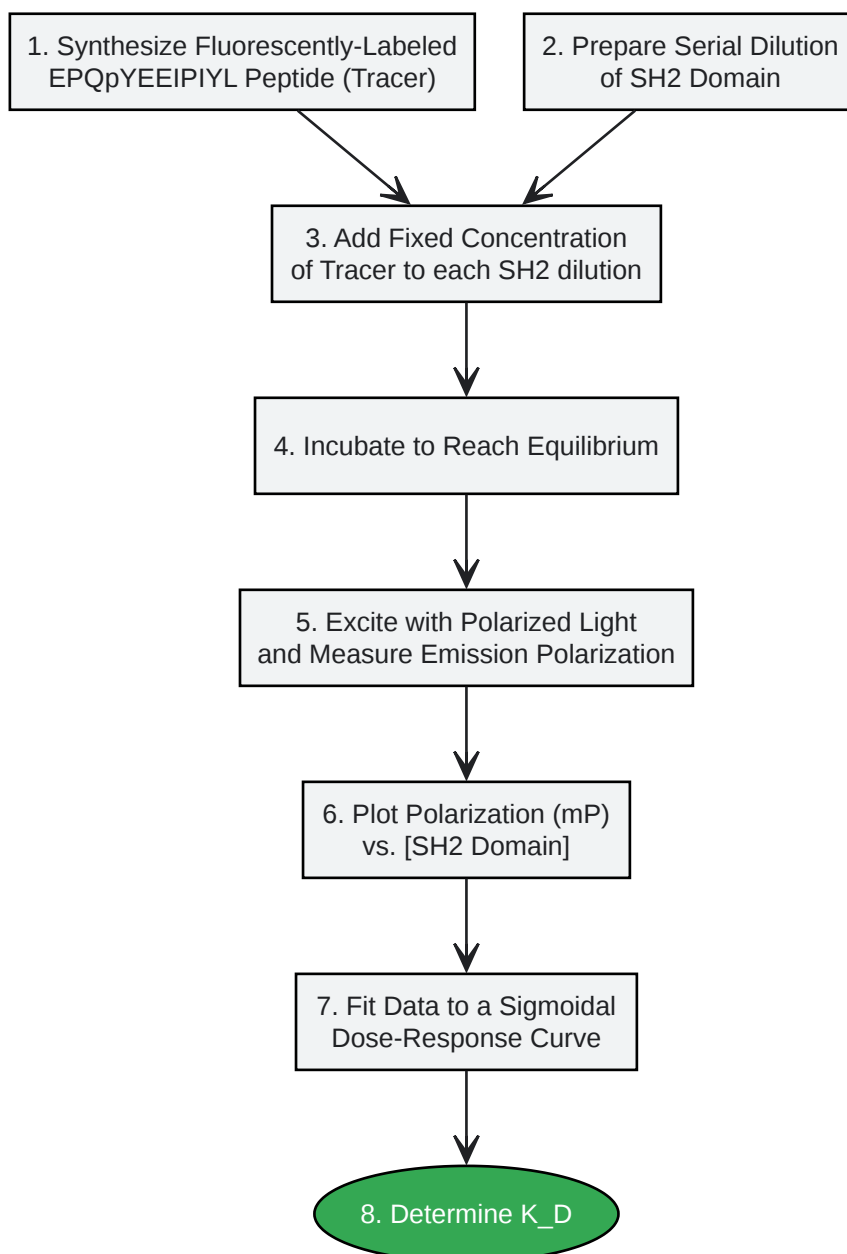 1. Synthesize Fluorescently-Labeled
EPQpYEEIPIYL Peptide (Tracer)
2. Prepare Serial Dilution
of SH2 Domain
3. Add Fixed Concentration
of Tracer to each SH2 dilution
4. Incubate to Reach Equilibrium
5. Excite with Polarized Light
and Measure Emission Polarization
6. Plot Polarization (mP)
vs. [SH2 Domain]
7. Fit Data to a Sigmoidal
Dose-Response Curve
8. Determine K_D